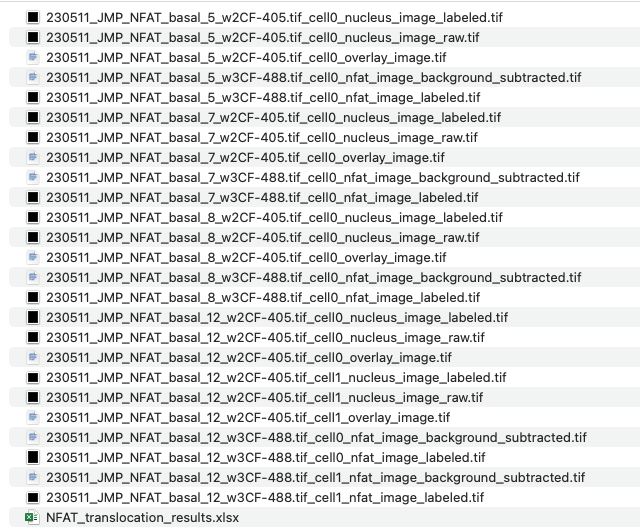 230511_JMP_NFAT_basal_5_w2CF-405.tif_cell0_nucleus_image_labeled.tif
230511_JMP_NFAT_basal_5_w2CF-405.tif_cell0_nucleus_image_raw.tif
230511_JMP_NFAT_basal_5_w2CF-405.tif_cell0_overlay_image.tif
230511_JMP_NFAT_basal_5_w3CF-488.tif_cell0_nfat_image_background_subtracted.tif
230511_JMP_NFAT_basal_5_w3CF-488.tif_cell0_nfat_image_labeled.tif
230511_JMP_NFAT_basal_7_w2CF-405.tif_cell0_nucleus_image_labeled.tif
230511_JMP_NFAT_basal_7_w2CF-405.tif_cell0_nucleus_image_raw.tif
230511_JMP_NFAT_basal_7_w2CF-405.tif_cell0_overlay_image.tif
230511_JMP_NFAT_basal_7_w3CF-488.tif_cell0_nfat_image_background_subtracted.tif
230511_JMP_NFAT_basal_7_w3CF-488.tif_cell0_nfat_image_labeled.tif
230511_JMP_NFAT_basal_8_w2CF-405.tif_cell0_nucleus_image_labeled.tif
230511_JMP_NFAT_basal_8_w2CF-405.tif_cell0_nucleus_image_raw.tif
230511_JMP_NFAT_basal_8_w2CF-405.tif_cell0_overlay_image.tif
230511_JMP_NFAT_basal_8_w3CF-488.tif_cell0_nfat_image_background_subtracted.tif
230511_JMP_NFAT_basal_8_w3CF-488.tif_cell0_nfat_image_labeled.tif
230511_JMP_NFAT_basal_12_w2CF-405.tif_cell0_nucleus_image_labeled.tif
230511_JMP_NFAT_basal_12_w2CF-405.tif_cell0_nucleus_image_raw.tif
230511_JMP_NFAT_basal_12_w2CF-405.tif_cell0_overlay_image.tif
230511_JMP_NFAT_basal_12_w2CF-405.tif_cell1_nucleus_image_labeled.tif
230511_JMP_NFAT_basal_12_w2CF-405.tif_cell1_nucleus_image_raw.tif
230511_JMP_NFAT_basal_12_w2CF-405.tif_cell1_overlay_image.tif
230511_JMP_NFAT_basal_12_w3CF-488.tif_cell0_nfat_image_background_subtracted.tif
230511_JMP_NFAT_basal_12_w3CF-488.tif_cell0_nfat_image_labeled.tif
230511_JMP_NFAT_basal_12_w3CF-488.tif_cell1_nfat_image_background_subtracted.tif
230511_JMP_NFAT_basal_12_w3CF-488.tif_cell1_nfat_image_labeled.tif
NFAT_translocation_results.xlsx